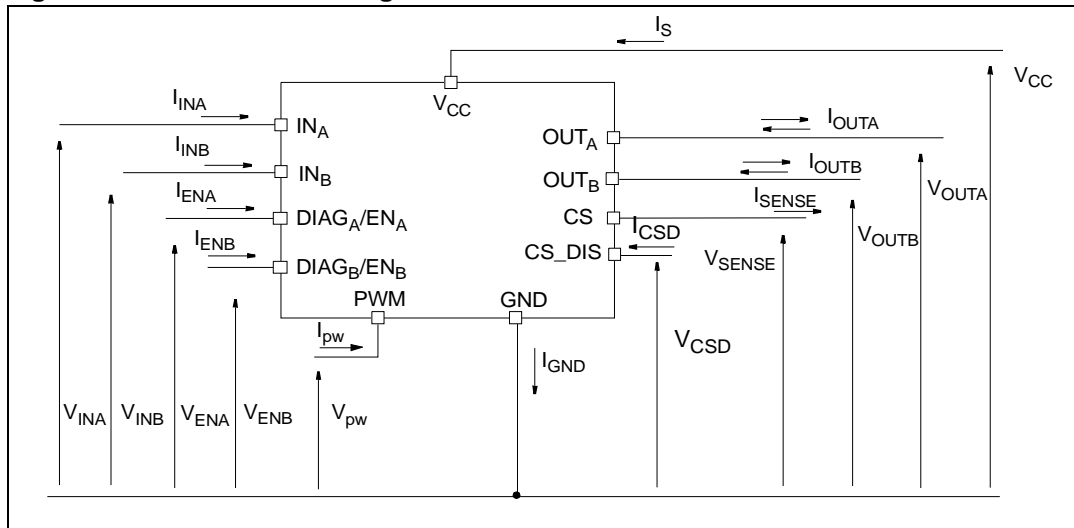 I_S
V_CC
V_CC
I_INA
IN_A
OUT_A
I_OUTA
I_INB
IN_B
OUT_B
I_OUTB
I_ENA
DIAG_A/EN_A
CS
I_SENSE
V_OUTA
I_ENB
DIAG_B/EN_B
CS_DIS
I_CSD
V_SENSE
V_OUTB
PWM
GND
I_pw
I_GND
V_CSD
V_INA
V_INB
V_ENA
V_ENB
V_pw